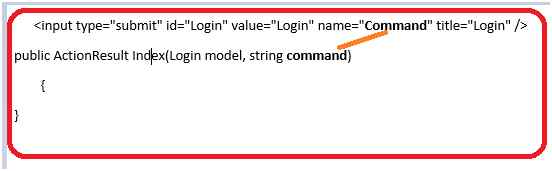 <input type="submit" id="Login" value="Login" name="Command" title="Login" />
public ActionResult Index(Login model, string command)
{
}